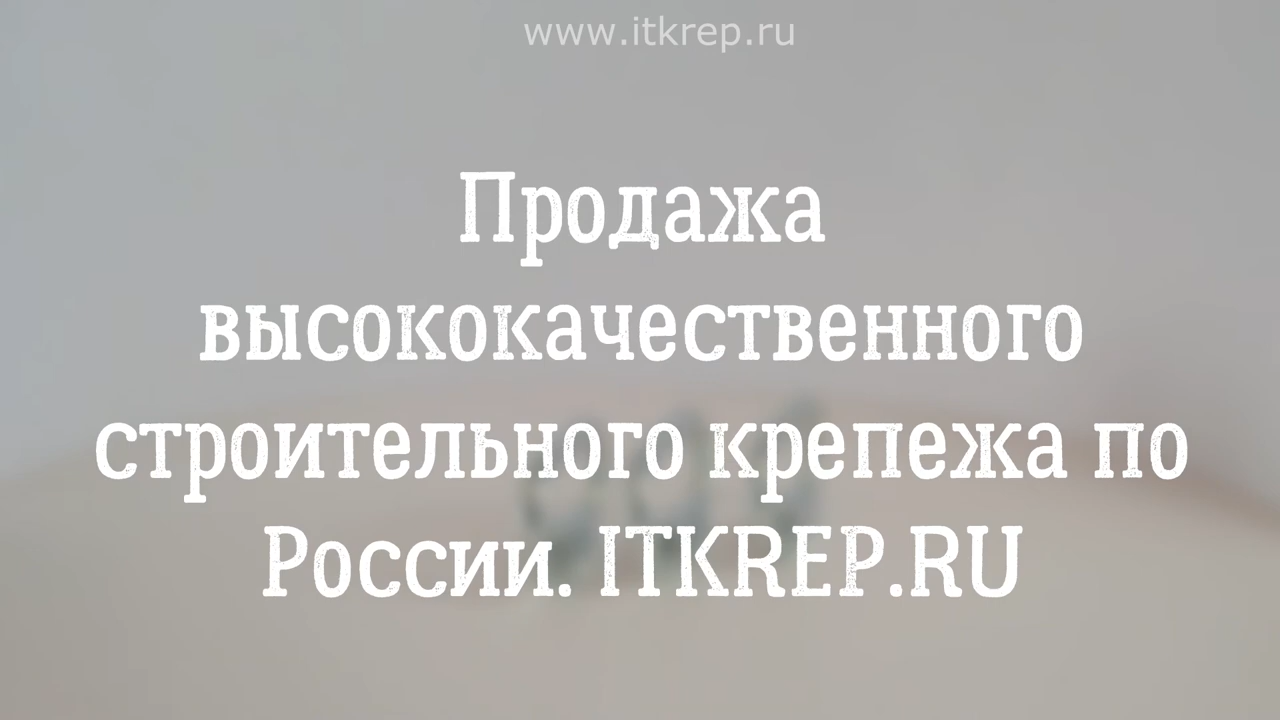 www.itkrep.ru
Продажа
высококачественного
строительного крепежа по
России. ITKREP.RU